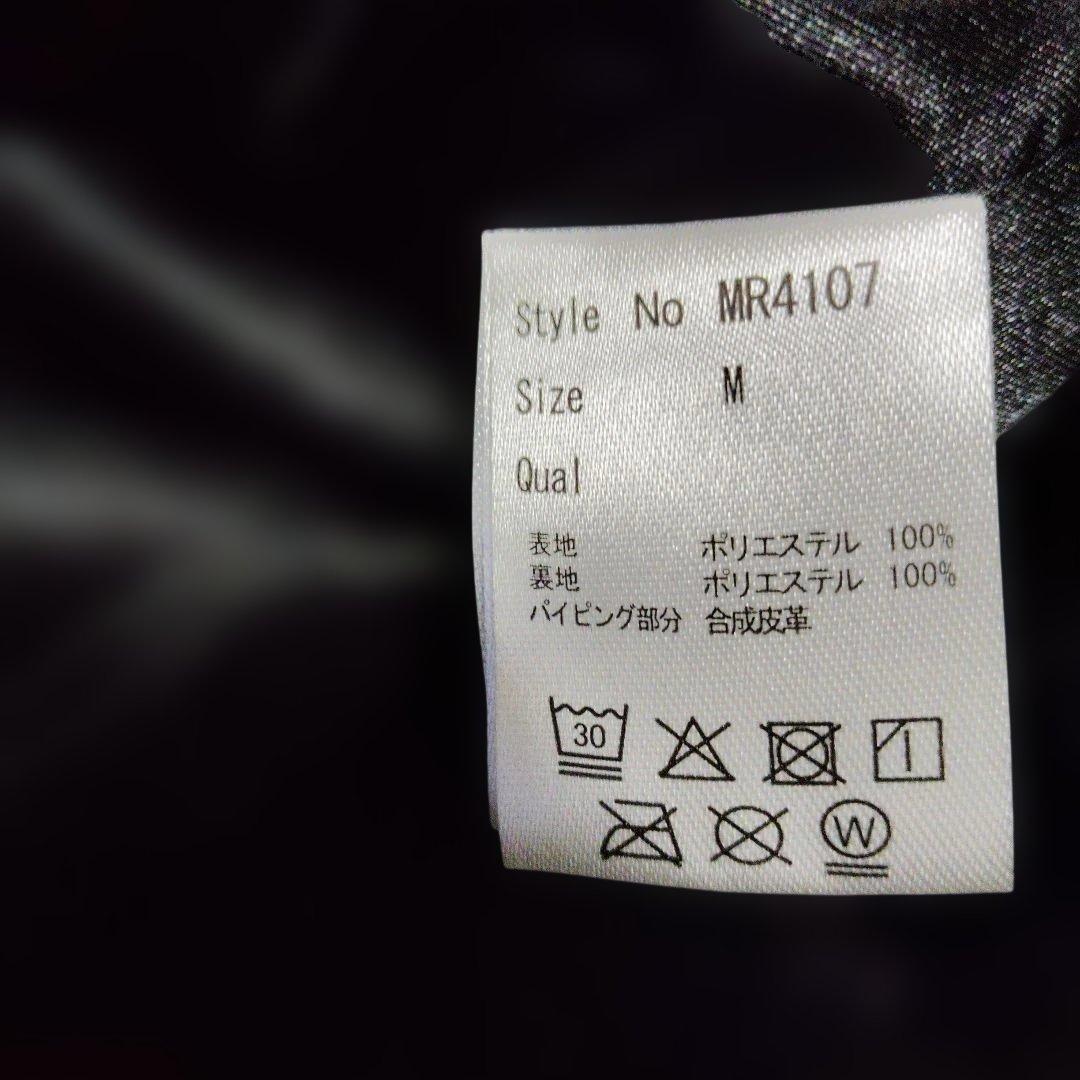 Style No MR4107
Size M
Qual
表地 ポリエステル 100%
裏地 ポリエステル 100%
パイピング部分 合成皮革
30
W